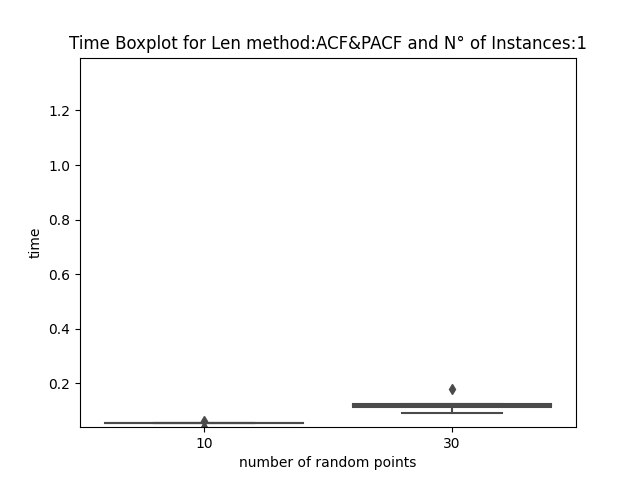 Time Boxplot for Len method:ACF&PACF and N° of Instances:1
1.2
1.0
0.8
0.6
0.4
0.2
time
10 30
number of random points